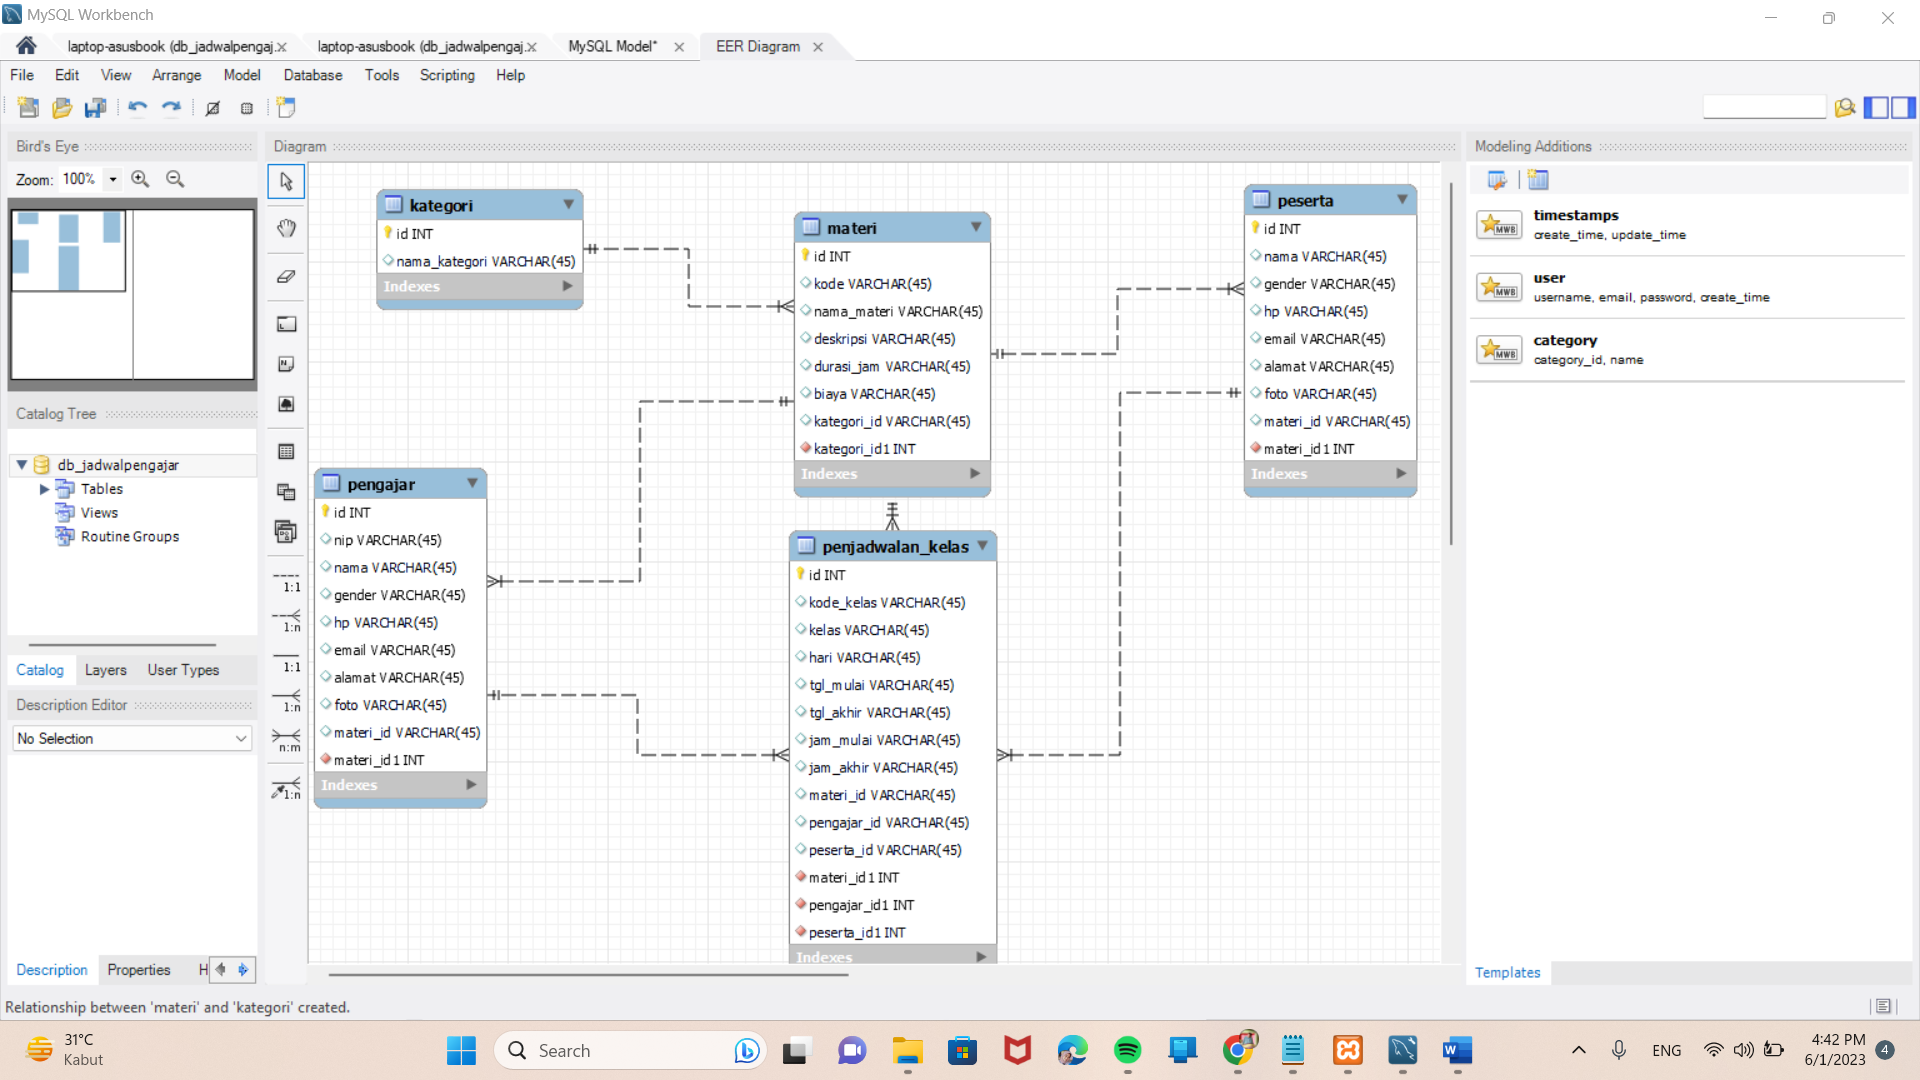 MySQL Workbench
laptop-asusbook (db_jadwalpengaj.
laptop-asusbook (db_jadwalpengaj.
MySQL Model*
EER Diagram
File Edit View Arrange Model Database Tools Scripting Help
Bird's Eye
Zoom: 100%
Catalog Tree
db_jadwalpengajar
Tables
Views
Routine Groups
Catalog Layers User Types
Description Editor
No Selection
Description Properties H
Diagram
1:1
1:n
1:1
1:n
n:m
1:n
kategori
id INT
nama_kategori VARCHAR(45)
Indexes
materi
id INT
kode VARCHAR(45)
nama_materi VARCHAR(45)
deskripsi VARCHAR(45)
durasi_jam VARCHAR(45)
biaya VARCHAR(45)
kategori_id VARCHAR(45)
kategori_id1 INT
Indexes
peserta
id INT
nama VARCHAR(45)
gender VARCHAR(45)
hp VARCHAR(45)
email VARCHAR(45)
alamat VARCHAR(45)
foto VARCHAR(45)
materi_id VARCHAR(45)
materi_id1 INT
Indexes
pengajar
id INT
nip VARCHAR(45)
nama VARCHAR(45)
gender VARCHAR(45)
hp VARCHAR(45)
email VARCHAR(45)
alamat VARCHAR(45)
foto VARCHAR(45)
materi_id VARCHAR(45)
materi_id1 INT
Indexes
penjadwalan_kelas
id INT
kode_kelas VARCHAR(45)
kelas VARCHAR(45)
hari VARCHAR(45)
tgl_mulai VARCHAR(45)
tgl_akhir VARCHAR(45)
jam_mulai VARCHAR(45)
jam_akhir VARCHAR(45)
materi_id VARCHAR(45)
pengajar_id VARCHAR(45)
peserta_id VARCHAR(45)
materi_id1 INT
pengajar_id1 INT
peserta_id1 INT
Indexes
Modeling Additions
MWB
timestamps
create_time, update_time
MWB
user
username, email, password, create_time
MWB
category
category_id, name
Templates
Relationship between 'materi' and 'kategori' created.
31°C
Kabut
Search
ENG
4:42 PM
6/1/2023
4